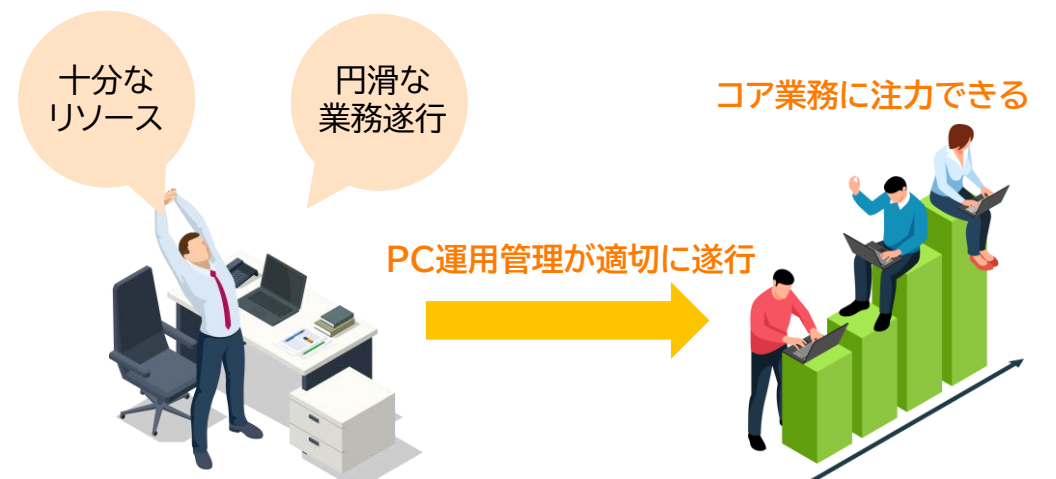 十分な
リソース
円滑な
業務遂行
コア業務に注力できる
PC運用管理が適切に遂行